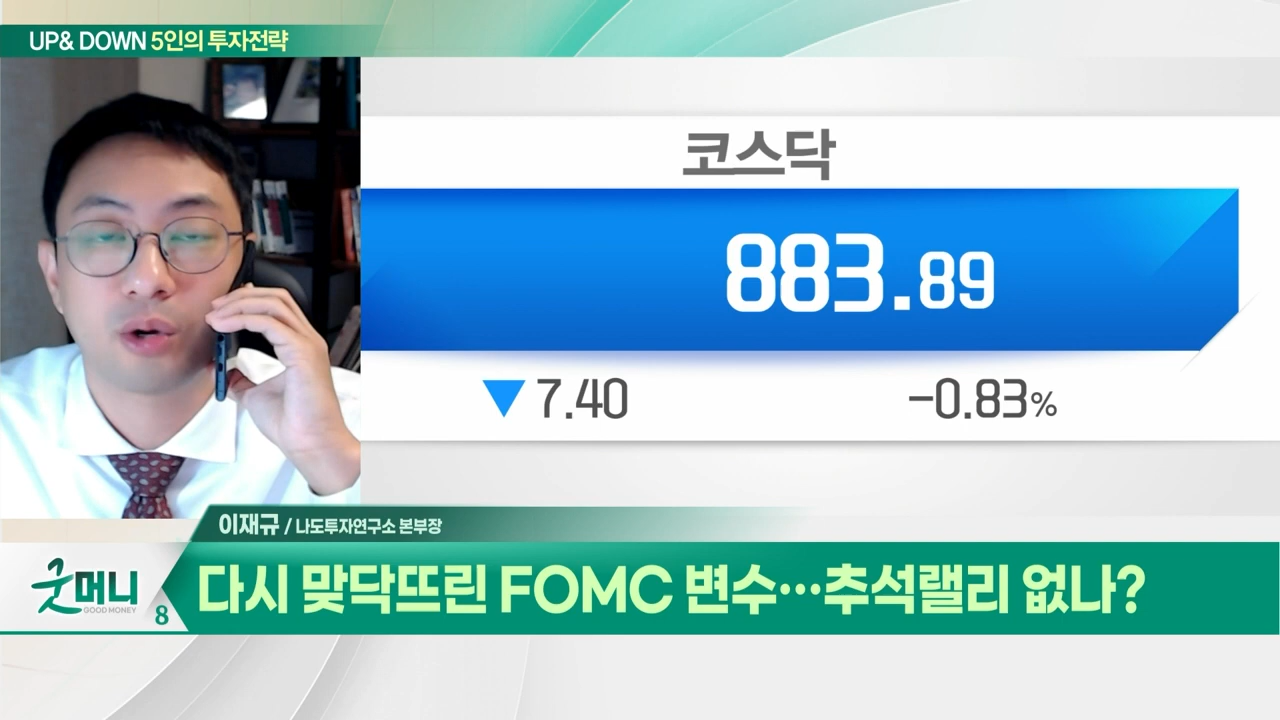 UP& DOWN 5인의 투자전략
코스닥
883.89
▼ 7.40 -0.83%
이재규 / 나도투자연구소 본부장
굿머니
GOOD MONEY
8
다시 맞닥뜨린 FOMC 변수…추석랠리 없나?